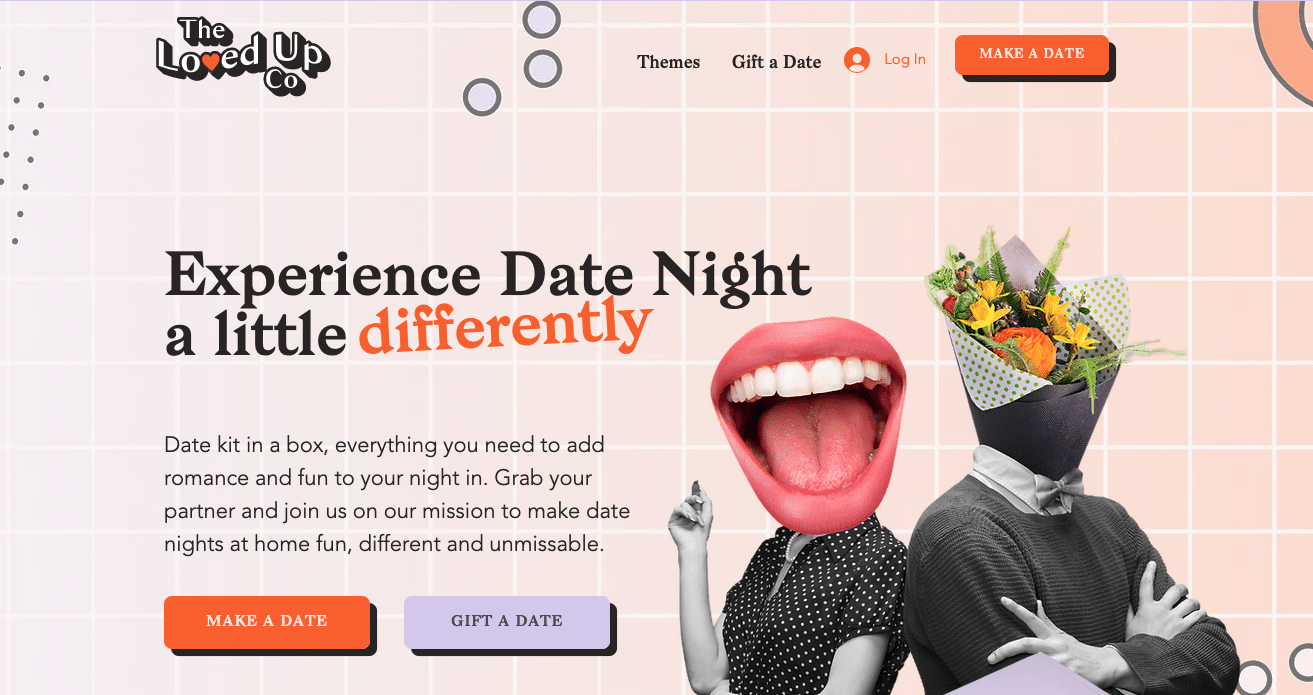 The
Loved Up
Co
Themes
Gift a Date
Log In
MAKE A DATE
Experience Date Night
a little differently
Date kit in a box, everything you need to add
romance and fun to your night in. Grab your
partner and join us on our mission to make date
nights at home fun, different and unmissable.
MAKE A DATE
GIFT A DATE